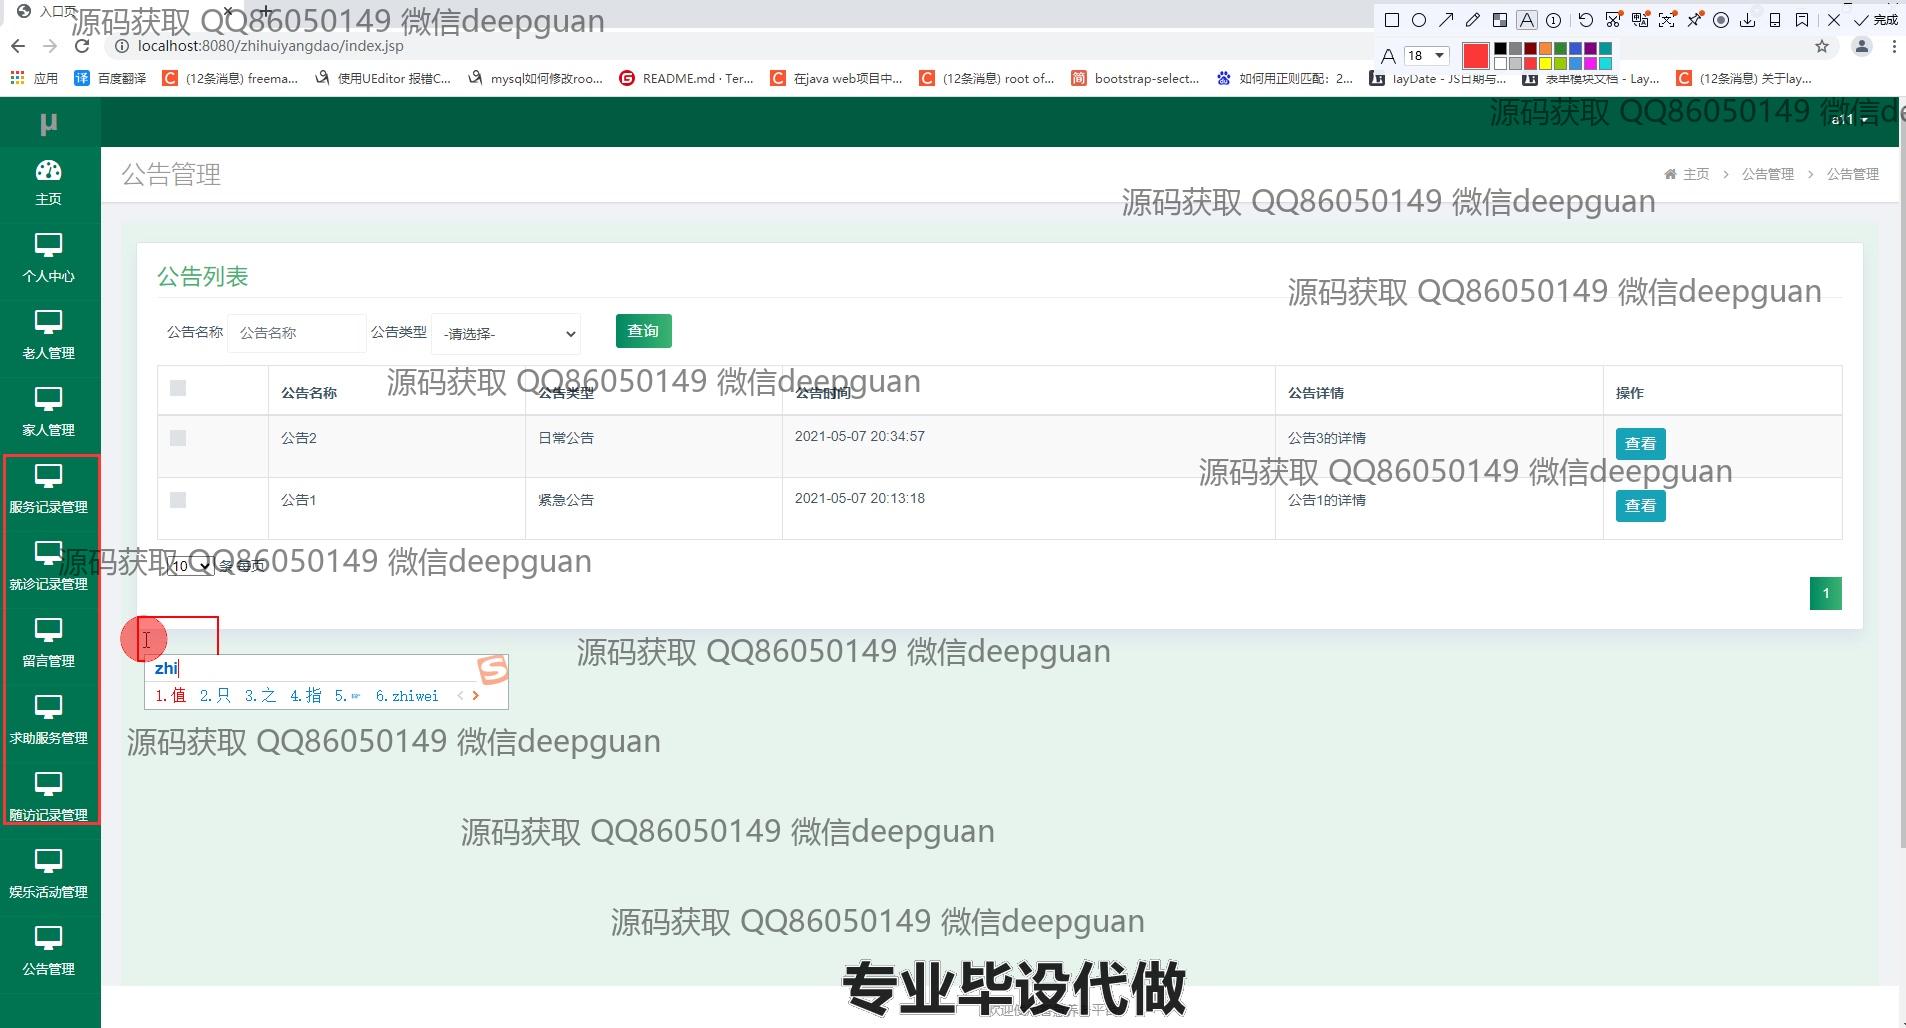 入口页
源码获取 QQ86050149 微信deepguan
完成
localhost:8080/zhihuiyangdao/index.jsp
18
应用
百度翻译
(12条消息) freema...
使用UEditor 报错C...
mysql如何修改roo...
README.md · Ter...
在java web项目中...
(12条消息) root of...
bootstrap-select...
如何用正则匹配：2...
layDate - JS日期与...
表单模块文档 - Lay...
(12条消息) 关于lay...
μ
源码获取 QQ86050149 微信de
a11
公告管理
主页 > 公告管理 > 公告管理
源码获取 QQ86050149 微信deepguan
主页
个人中心
老人管理
家人管理
服务记录管理
就诊记录管理
留言管理
求助服务管理
随访记录管理
娱乐活动管理
公告管理
公告列表
源码获取 QQ86050149 微信deepguan
公告名称 公告名称 公告类型 -请选择- 查询
源码获取 QQ86050149 微信deepguan
公告名称 公告类型 公告时间 公告详情 操作
公告2 日常公告 2021-05-07 20:34:57 公告3的详情 查看
源码获取 QQ86050149 微信deepguan
公告1 紧急公告 2021-05-07 20:13:18 公告1的详情 查看
源码获取 QQ86050149 微信deepguan
10 条 每页
1
源码获取 QQ86050149 微信deepguan
zhi
1.值 2.只 3.之 4.指 5. 6.zhiwei
源码获取 QQ86050149 微信deepguan
源码获取 QQ86050149 微信deepguan
源码获取 QQ86050149 微信deepguan
专业毕设代做